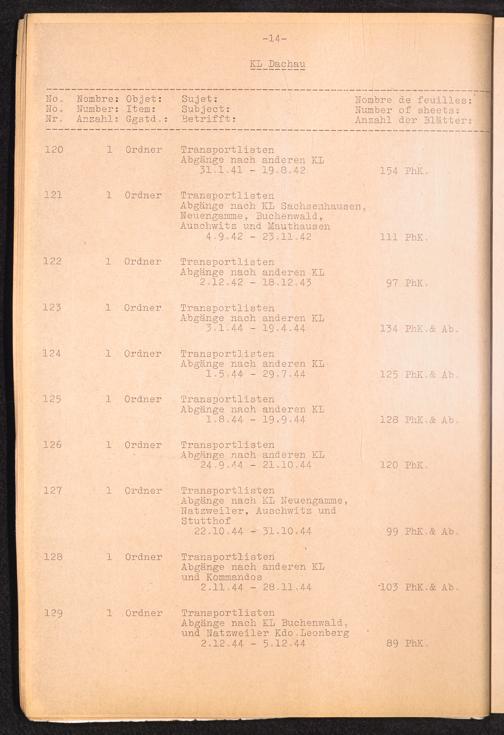 -14-
KL Dachau
No. Nombre: Objet: Sujet: Nombre de feuilles:
No. Number: Item: Subject: Number of sheets:
Nr. Anzahl: Ggstd.: Betrifft: Anzahl der Blätter:
120 1 Ordner Transportlisten
Abgänge nach anderen KL
31.1.41 - 19.8.42 154 PhK.
121 1 Ordner Transportlisten
Abgänge nach KL Sachsenhausen,
Neuengamme, Buchenwald,
Auschwitz und Mauthausen
4.9.42 - 23.11.42 111 PhK.
122 1 Ordner Transportlisten
Abgänge nach anderen KL
2.12.42 - 18.12.43 97 PhK.
123 1 Ordner Transportlisten
Abgänge nach anderen KL
3.1.44 - 19.4.44 134 PhK.& Ab.
124 1 Ordner Transportlisten
Abgänge nach anderen KL
1.5.44 - 29.7.44 125 PhK.& Ab.
125 1 Ordner Transportlisten
Abgänge nach anderen KL
1.8.44 - 19.9.44 128 PhK.& Ab.
126 1 Ordner Transportlisten
Abgänge nach anderen KL
24.9.44 - 21.10.44 120 PhK.
127 1 Ordner Transportlisten
Abgänge nach KL Neuengamme,
Natzweiler, Auschwitz und
Stutthof
22.10.44 - 31.10.44 99 PhK.& Ab.
128 1 Ordner Transportlisten
Abgänge nach anderen KL
und Kommandos
2.11.44 - 28.11.44 103 PhK.& Ab.
129 1 Ordner Transportlisten
Abgänge nach KL Buchenwald,
und Natzweiler Kdo.Leonberg
2.12.44 - 5.12.44 89 PhK.